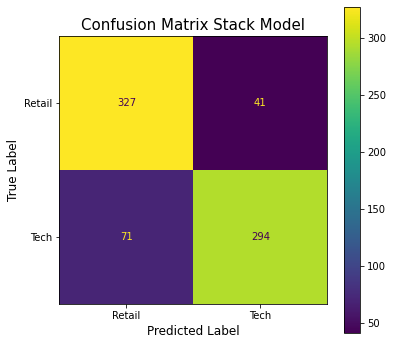 Confusion Matrix Stack Model
True Label
Retail
Tech
327
41
71
294
Retail
Tech
Predicted Label
300
250
200
150
100
50